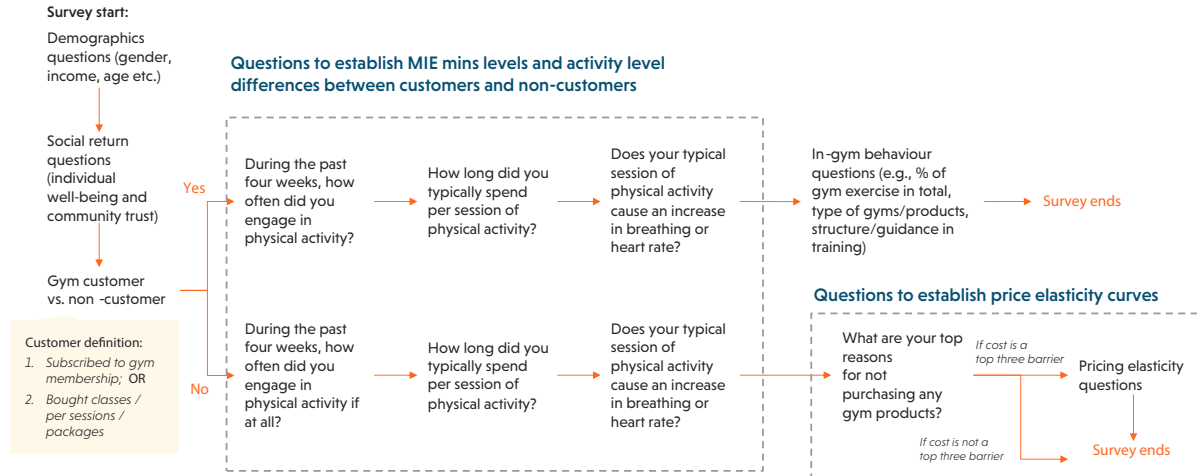 Survey start:
Demographics
questions (gender,
income, age etc.)
Social return
questions
(individual
well-being and
community trust)
Gym customer
vs. non -customer
Customer definition:
1. Subscribed to gym
membership; OR
2. Bought classes /
per sessions /
packages
Yes
No
Questions to establish MIE mins levels and activity level
differences between customers and non-customers
During the past
four weeks, how
often did you
engage in
physical activity?
How long did you
typically spend
per session of
physical activity?
Does your typical
session of
physical activity
cause an increase
in breathing or
heart rate?
In-gym behaviour
questions (e.g., % of
gym exercise in total,
type of gyms/products,
structure/guidance in
training)
Survey ends
During the past
four weeks, how
often did you
engage in
physical activity if
at all?
How long did you
typically spend
per session of
physical activity?
Does your typical
session of
physical activity
cause an increase
in breathing or
heart rate?
Questions to establish price elasticity curves
What are your top
reasons
for not
purchasing any
gym products?
If cost is a
top three barrier
Pricing elasticity
questions
If cost is not a
top three barrier
Survey ends